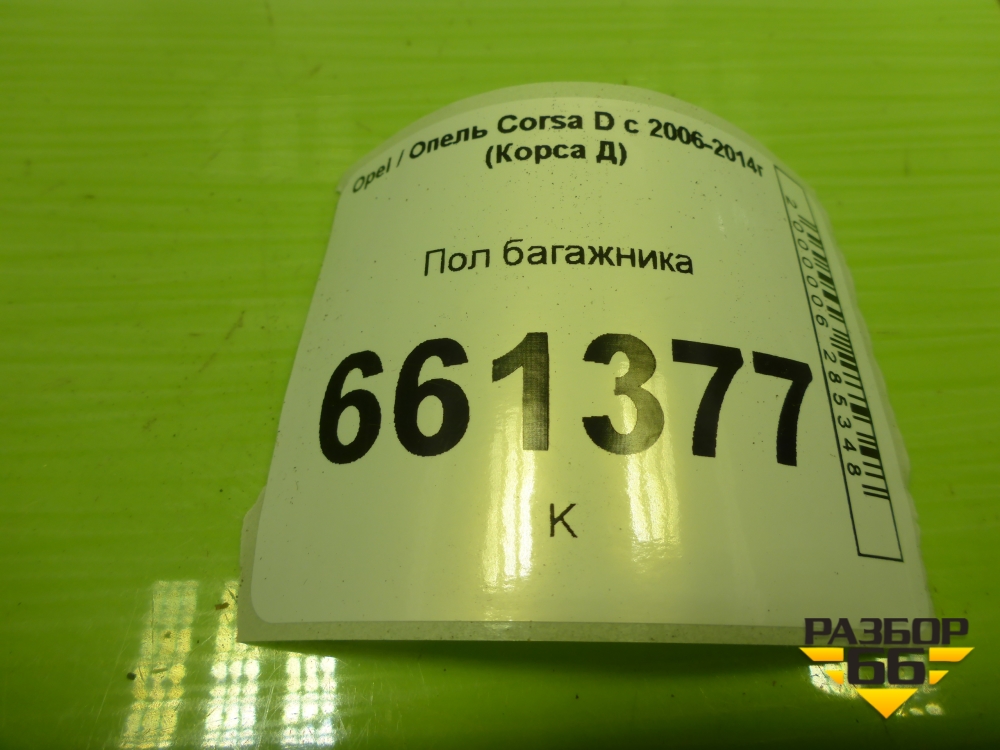 Opel / Опель Corsa D с 2006-2014г
(Корса Д)
Пол багажника
661377
К
2000006285348
РАЗБОР
66